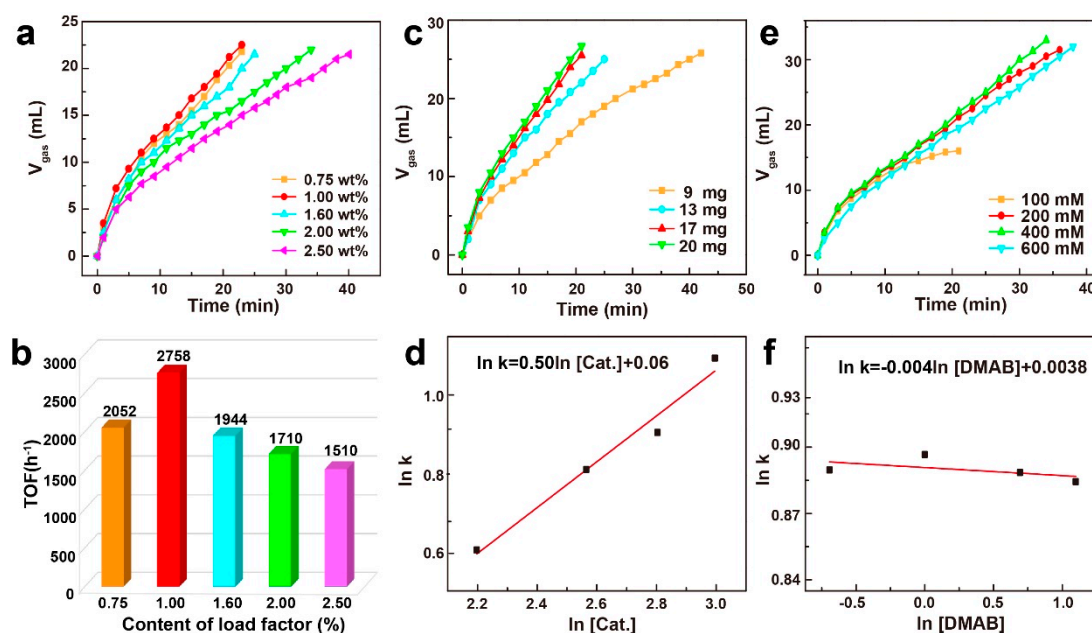 a
V_gas (mL)
25
20
15
10
5
0
0.75 wt%
1.00 wt%
1.60 wt%
2.00 wt%
2.50 wt%
0 10 20 30 40
Time (min)
c
V_gas (mL)
30
20
10
0
9 mg
13 mg
17 mg
20 mg
0 10 20 30 40 50
Time (min)
e
V_gas (mL)
30
20
10
0
100 mM
200 mM
400 mM
600 mM
0 10 20 30 40
Time (min)
b
TOF(h⁻¹)
3000
2500
2000
1500
1000
500
0
2052
2758
1944
1710
1510
0.75 1.00 1.60 2.00 2.50
Content of load factor (%)
d
ln k=0.50ln [Cat.]+0.06
ln k
1.0
0.8
0.6
2.2 2.4 2.6 2.8 3.0
ln [Cat.]
f
ln k=-0.004ln [DMAB]+0.0038
ln k
0.93
0.90
0.87
0.84
-0.5 0.0 0.5 1.0
ln [DMAB]